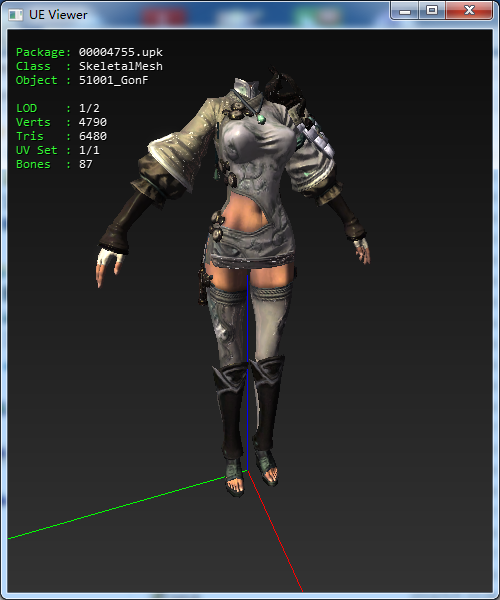 UE Viewer
Package: 00004755.upk
Class : SkeletalMesh
Object : 51001_GonF
LOD : 1/2
Verts : 4790
Tris : 6480
UV Set : 1/1
Bones : 87